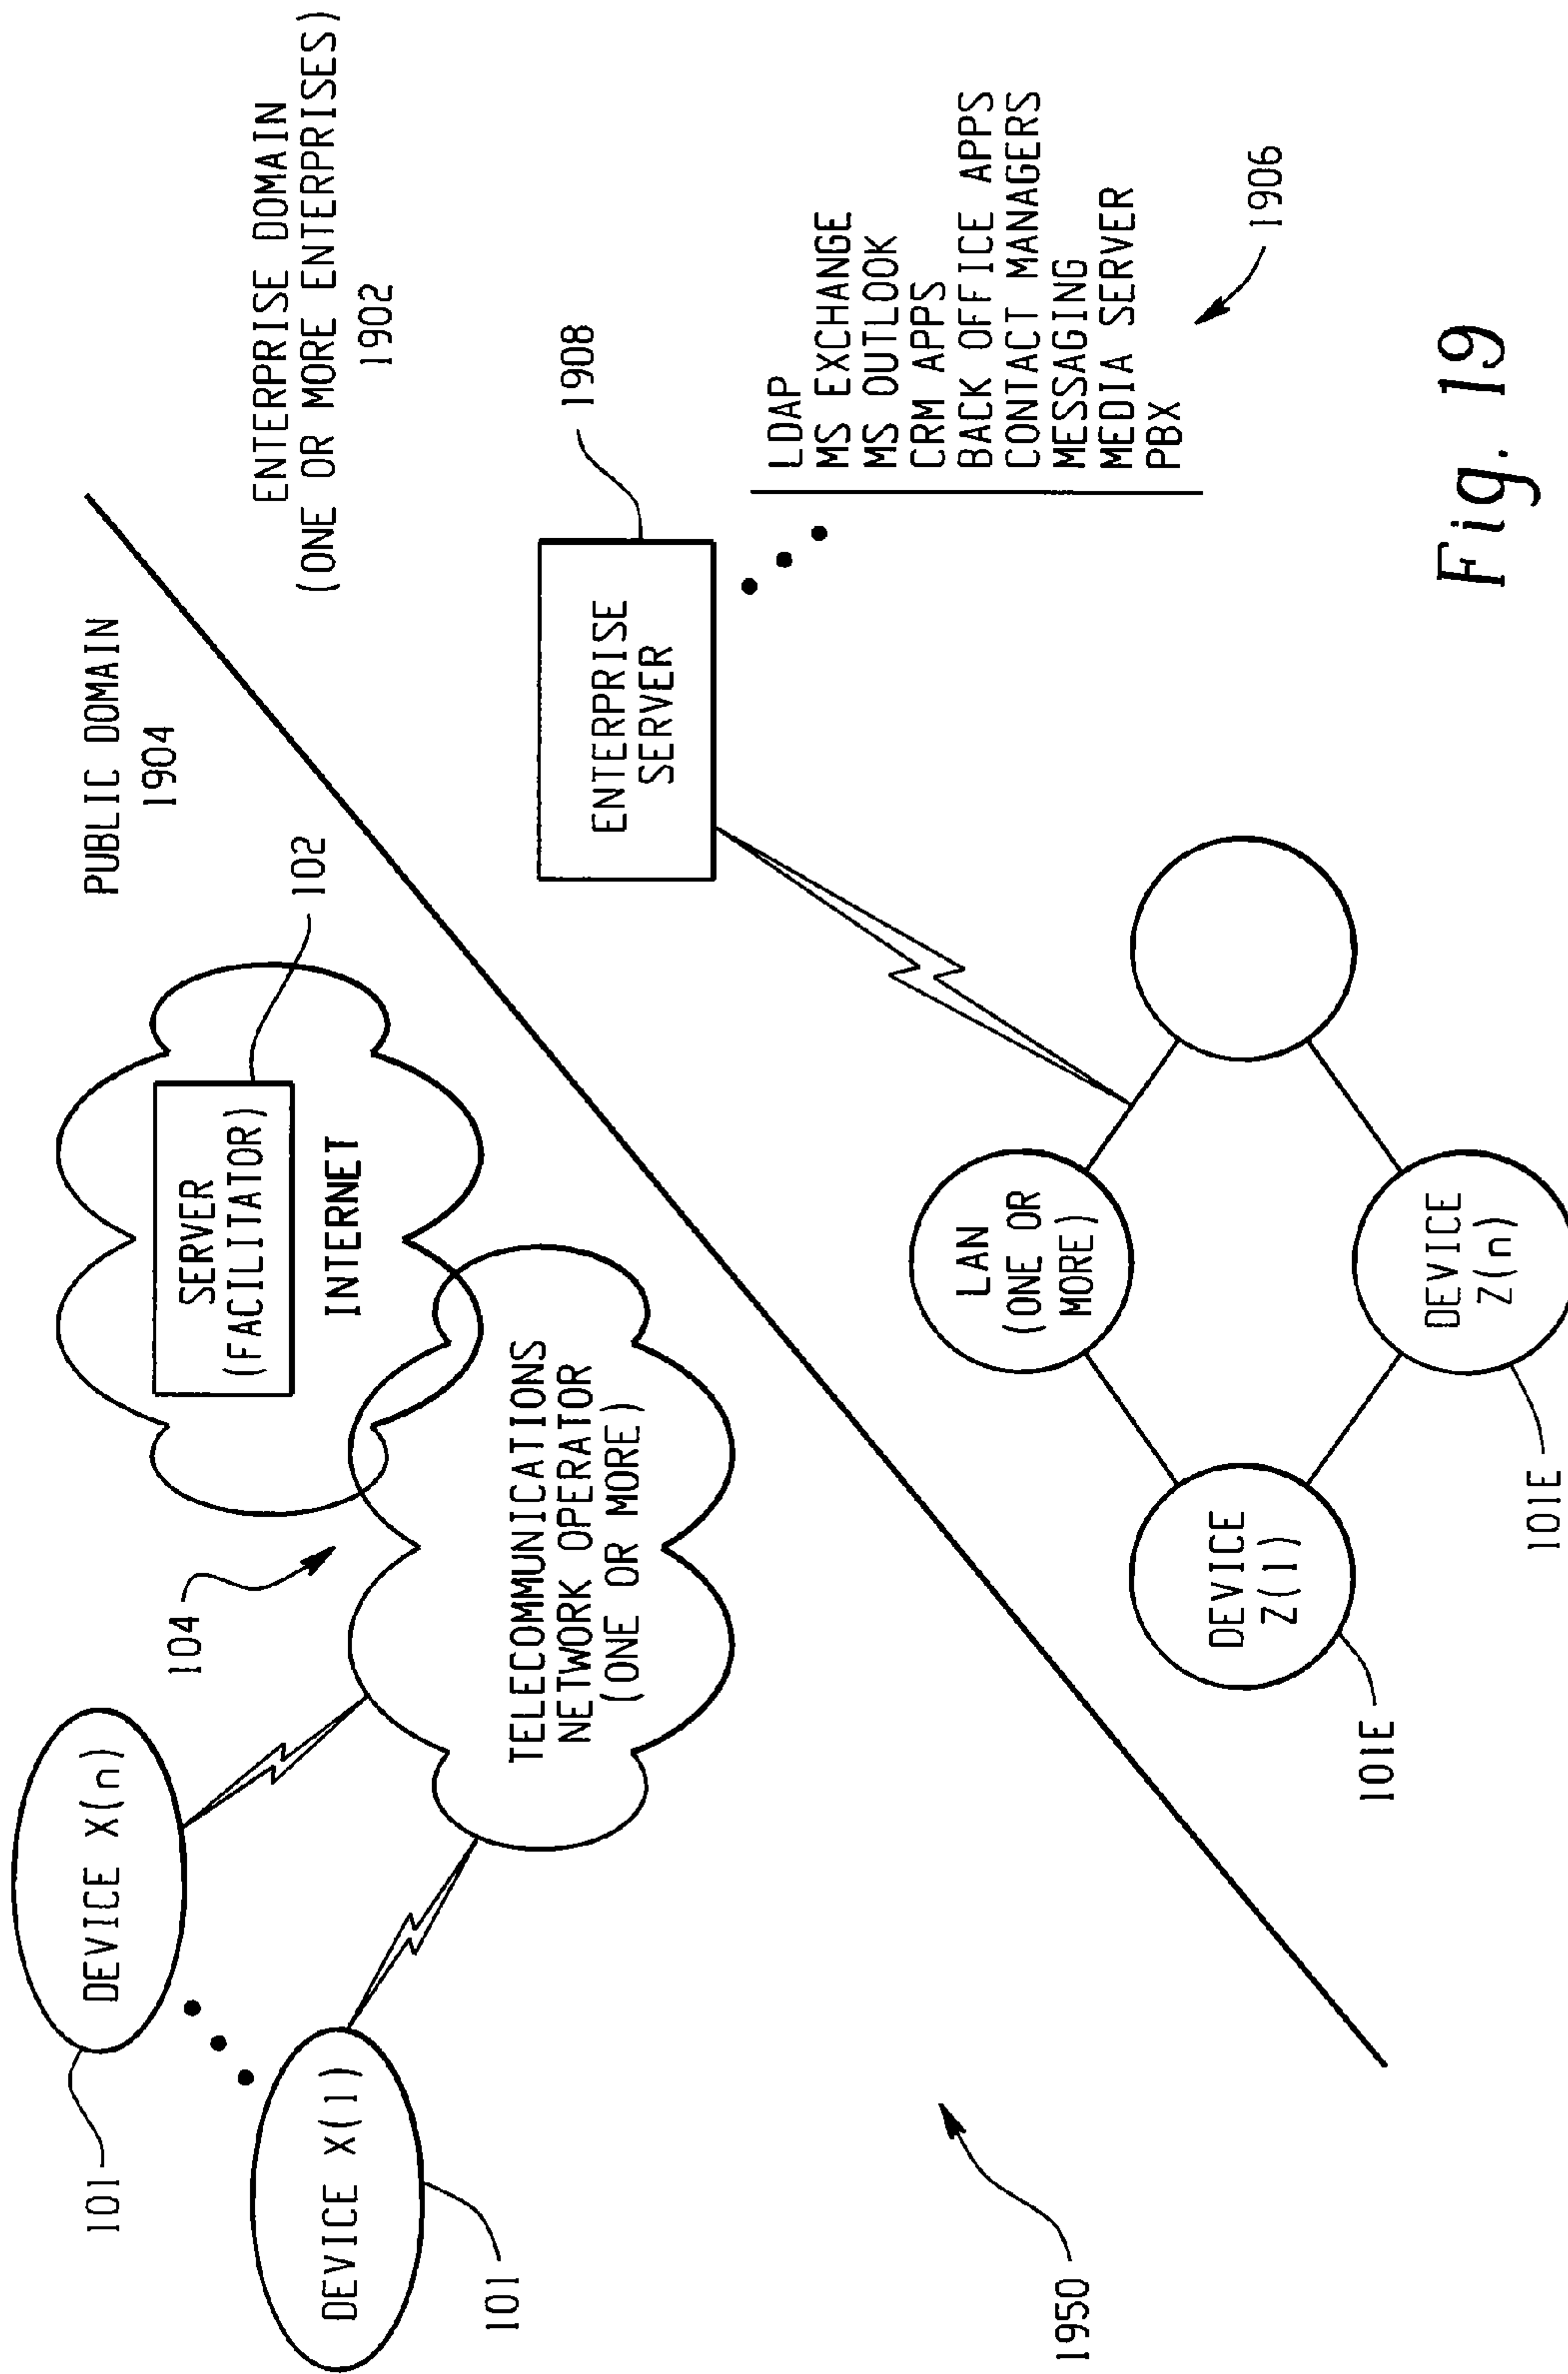 PUBLIC DOMAIN
1904
ENTERPRISE DOMAIN
(ONE OR MORE ENTERPRISES)
1902
DEVICE X(n)
101
DEVICE X(1)
101
104
SERVER
(FACILITATOR)
INTERNET
102
TELECOMMUNICATIONS
NETWORK OPERATOR
(ONE OR MORE)
ENTERPRISE
SERVER
1908
LDAP
MS EXCHANGE
MS OUTLOOK
CRM APPS
BACK OFFICE APPS
CONTACT MANAGERS
MESSAGING
MEDIA SERVER
PBX
1906
LAN
(ONE OR
MORE)
DEVICE
Z(1)
101E
DEVICE
Z(n)
101E
1950
Fig. 19